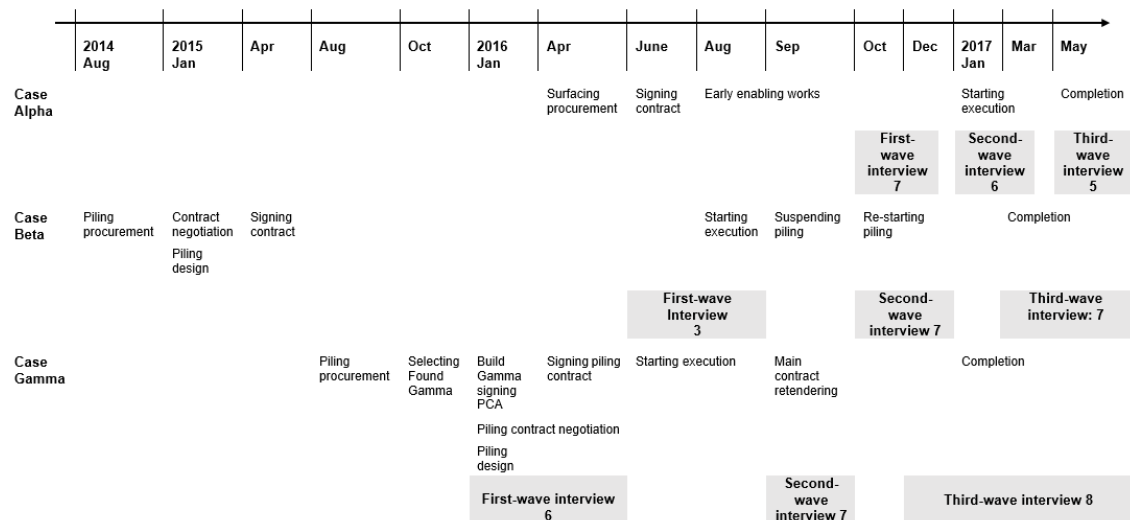 2014 Aug
2015 Jan
Apr
Aug
Oct
2016 Jan
Apr
June
Aug
Sep
Oct
Dec
2017 Jan
Mar
May
Case
Alpha
Surfacing
procurement
Signing
contract
Early enabling works
Starting
execution
Completion
First-
wave
interview
7
Second-
wave
interview
6
Third-
wave
interview
5
Case
Beta
Piling
procurement
Contract
negotiation
Piling
design
Signing
contract
Starting
execution
Suspending
piling
Re-starting
piling
Completion
First-wave
Interview
3
Second-
wave
interview 7
Third-wave
interview: 7
Case
Gamma
Piling
procurement
Selecting
Found
Gamma
Build
Gamma
signing
PCA
Signing piling
contract
Starting execution
Main
contract
retendering
Completion
Piling contract negotiation
Piling
design
First-wave interview
6
Second-
wave
interview 7
Third-wave interview 8